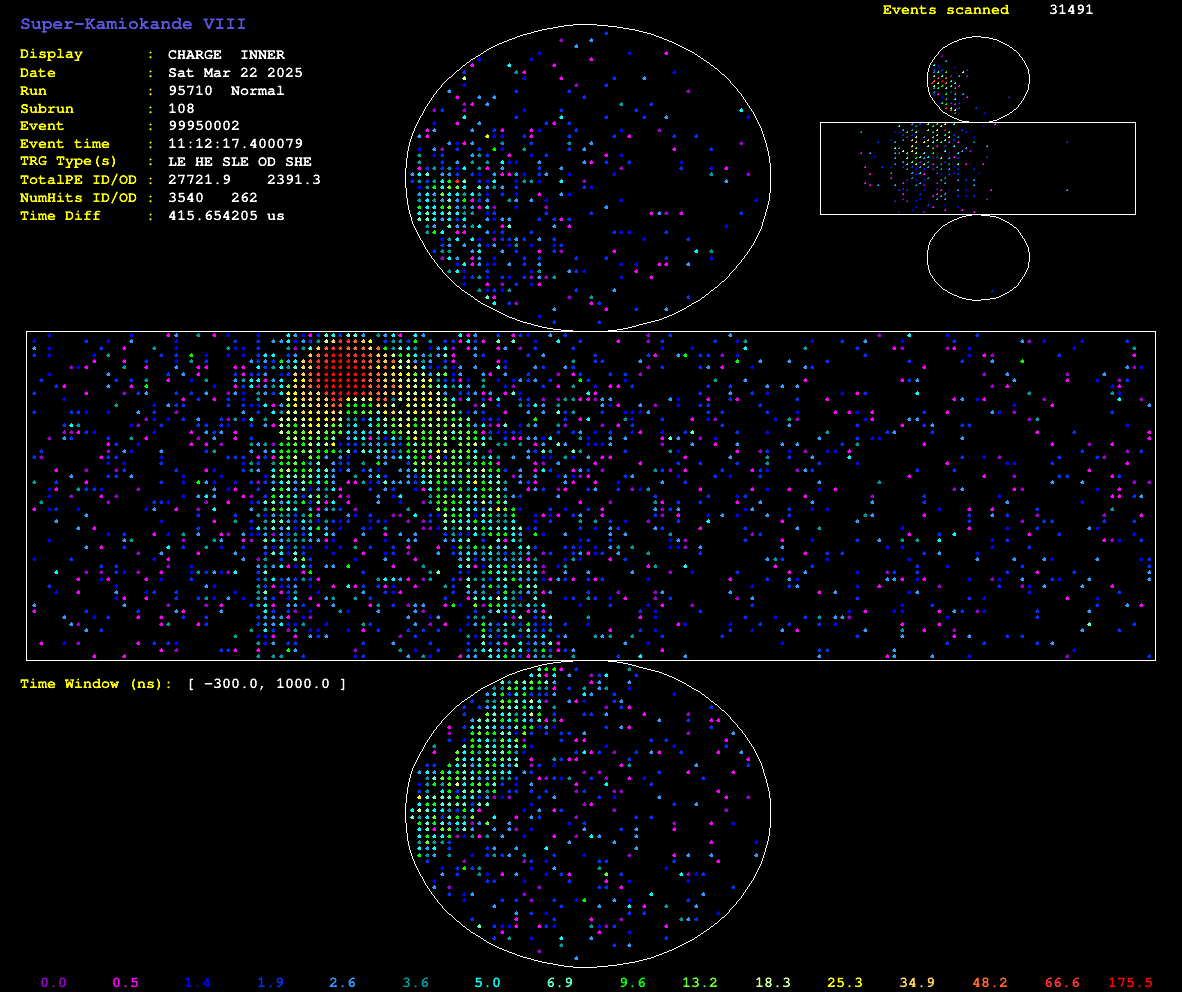 Super-Kamiokande VIII
Events scanned 31491
Display : CHARGE INNER
Date : Sat Mar 22 2025
Run : 95710 Normal
Subrun : 108
Event : 99950002
Event time : 11:12:17.400079
TRG Type(s) : LE HE SLE OD SHE
TotalPE ID/OD : 27721.9 2391.3
NumHits ID/OD : 3540 262
Time Diff : 415.654205 us
Time Window (ns): [ -300.0, 1000.0 ]
0.0 0.5 1.4 1.9 2.6 3.6 5.0 6.9 9.6 13.2 18.3 25.3 34.9 48.2 66.6 175.5